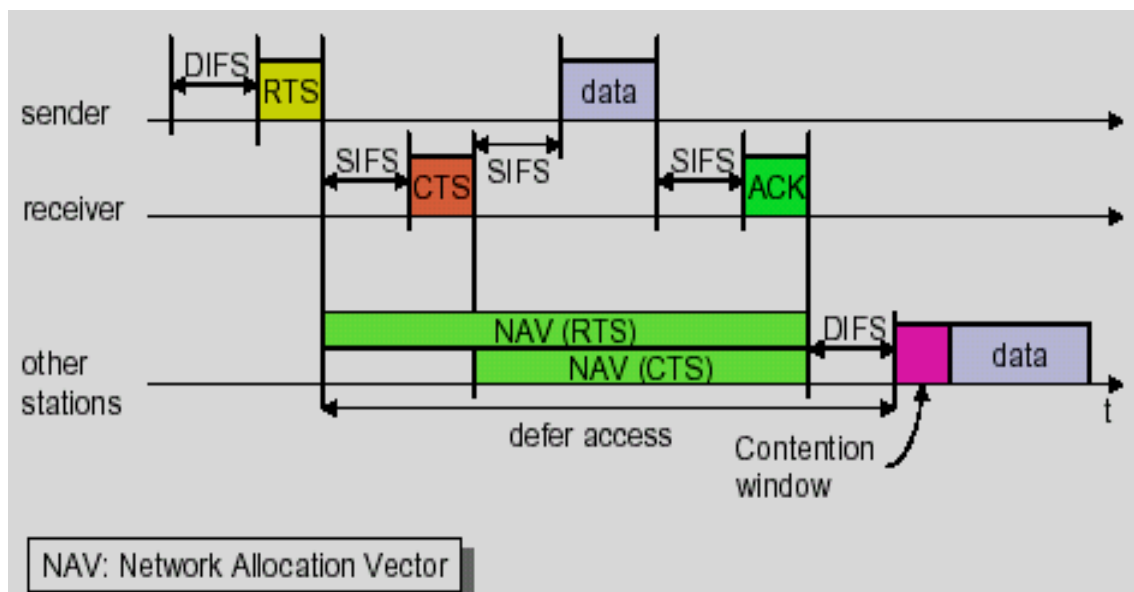 DIFS
RTS
data
sender
SIFS
CTS
SIFS
SIFS
ACK
receiver
NAV (RTS)
DIFS
NAV (CTS)
data
other
stations
t
defer access
Contention
window
NAV: Network Allocation Vector